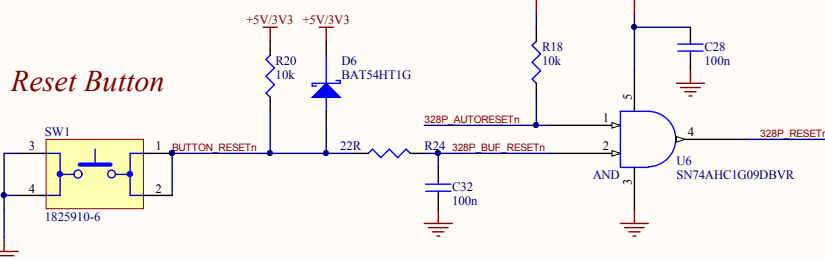 +5V/3V3 +5V/3V3
R20
10k
D6
BAT54HT1G
R18
10k
C28
100n
Reset Button
5
328P_AUTORESETn
1
4
328P_RESETn
SW1
3
1
BUTTON_RESETn
22R
R24
328P_BUF_RESETn
2
U6
AND
SN74AHC1G09DBVR
3
4
2
C32
100n
1825910-6